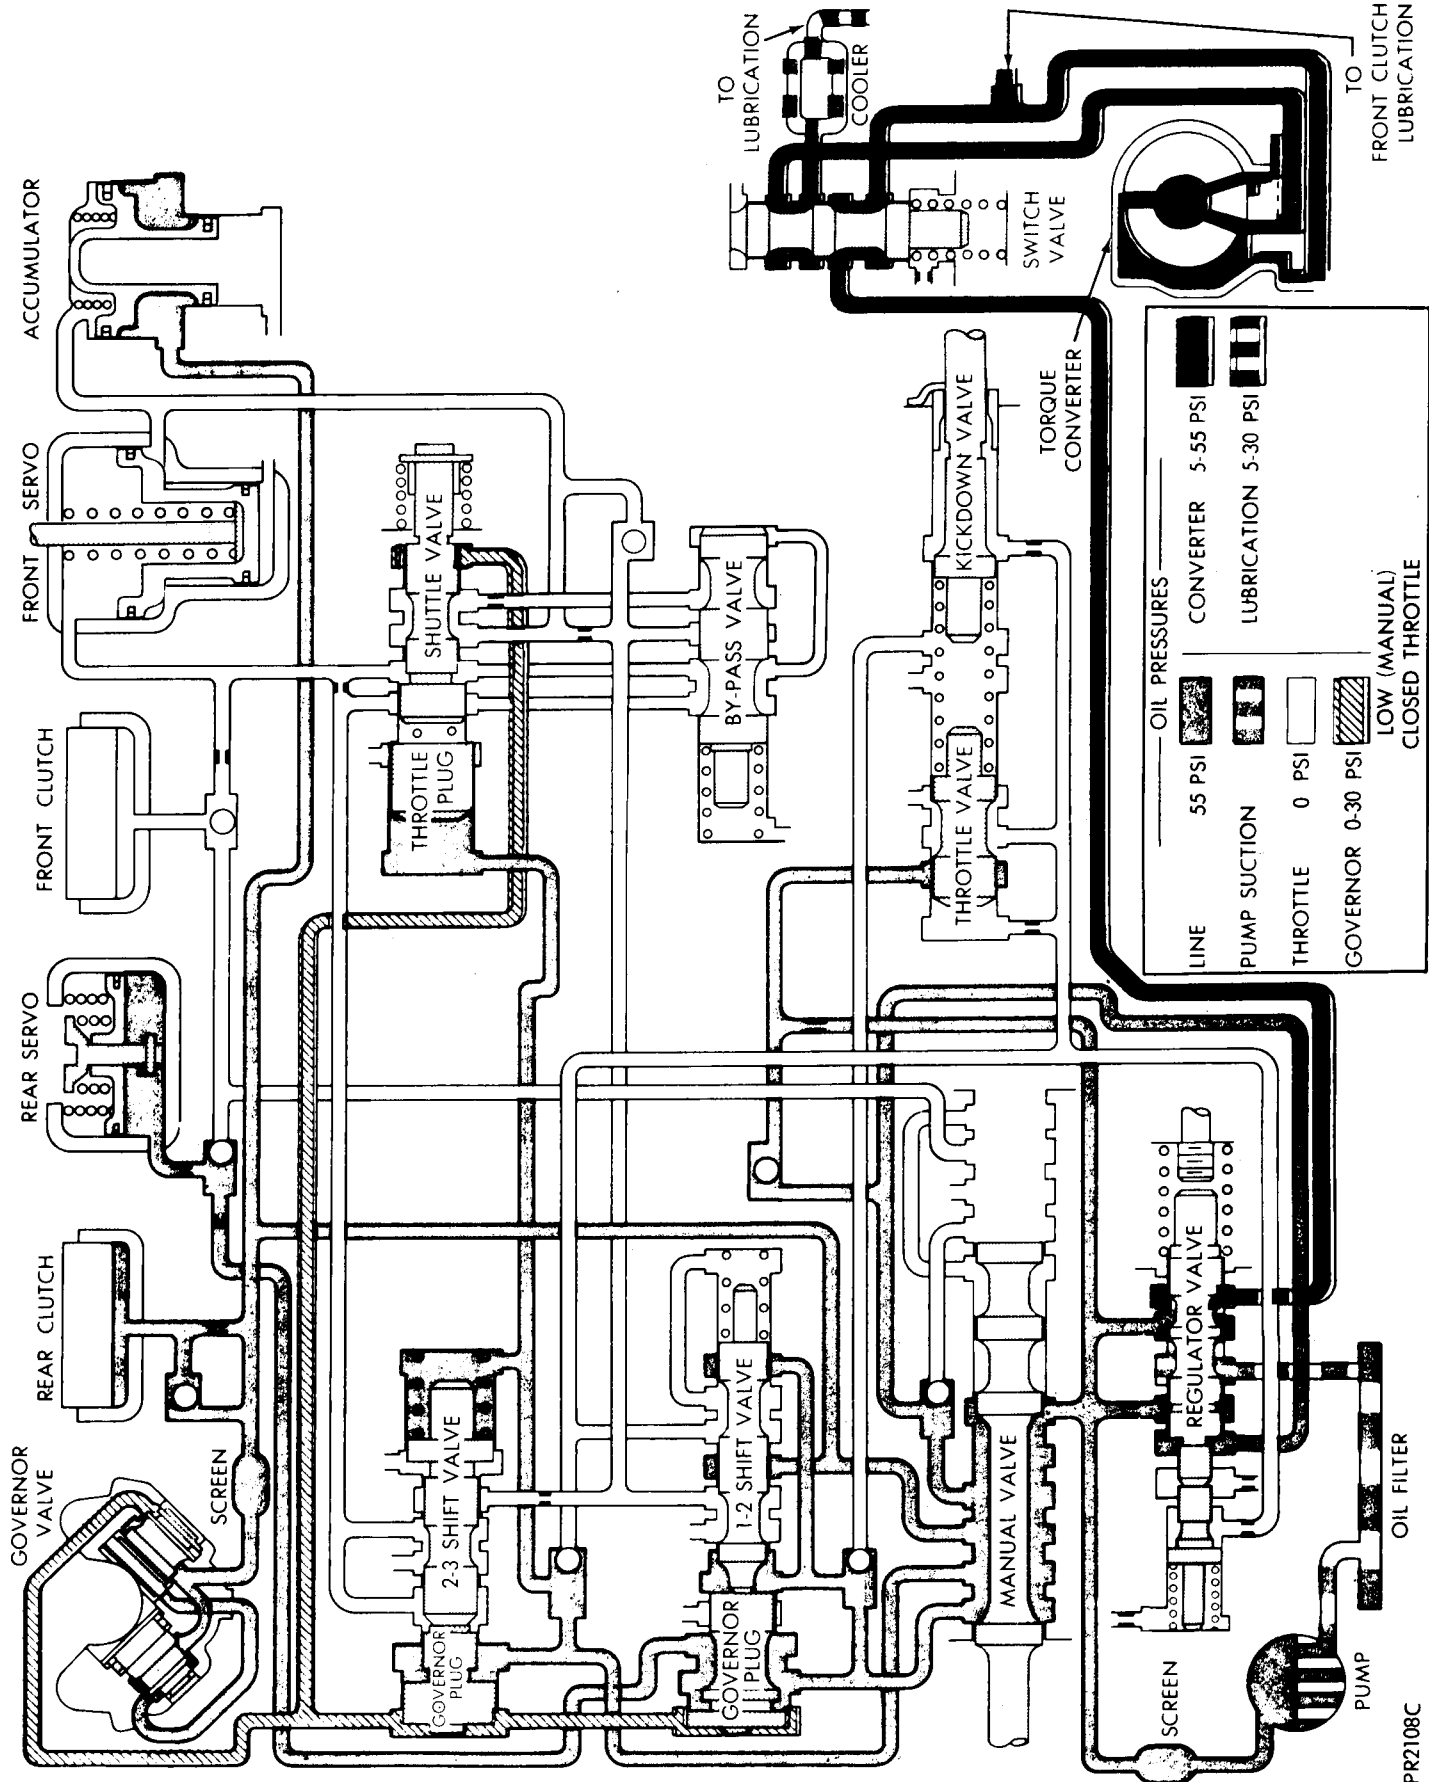 GOVERNOR
VALVE
REAR CLUTCH
REAR SERVO
FRONT CLUTCH
FRONT SERVO
ACCUMULATOR
SCREEN
GOVERNOR
PLUG
2-3 SHIFT VALVE
THROTTLE
PLUG
SHUTTLE VALVE
GOVERNOR
PLUG
1-2 SHIFT VALVE
BY-PASS VALVE
TO
LUBRICATION
COOLER
MANUAL VALVE
THROTTLE VALVE
KICKDOWN VALVE
SWITCH
VALVE
TORQUE
CONVERTER
SCREEN
REGULATOR VALVE
PUMP
OIL FILTER
TO
FRONT CLUTCH
LUBRICATION
OIL PRESSURES
LINE 55 PSI
CONVERTER 5-55 PSI
PUMP SUCTION
LUBRICATION 5-30 PSI
THROTTLE 0 PSI
GOVERNOR 0-30 PSI
LOW (MANUAL)
CLOSED THROTTLE
PR2108C